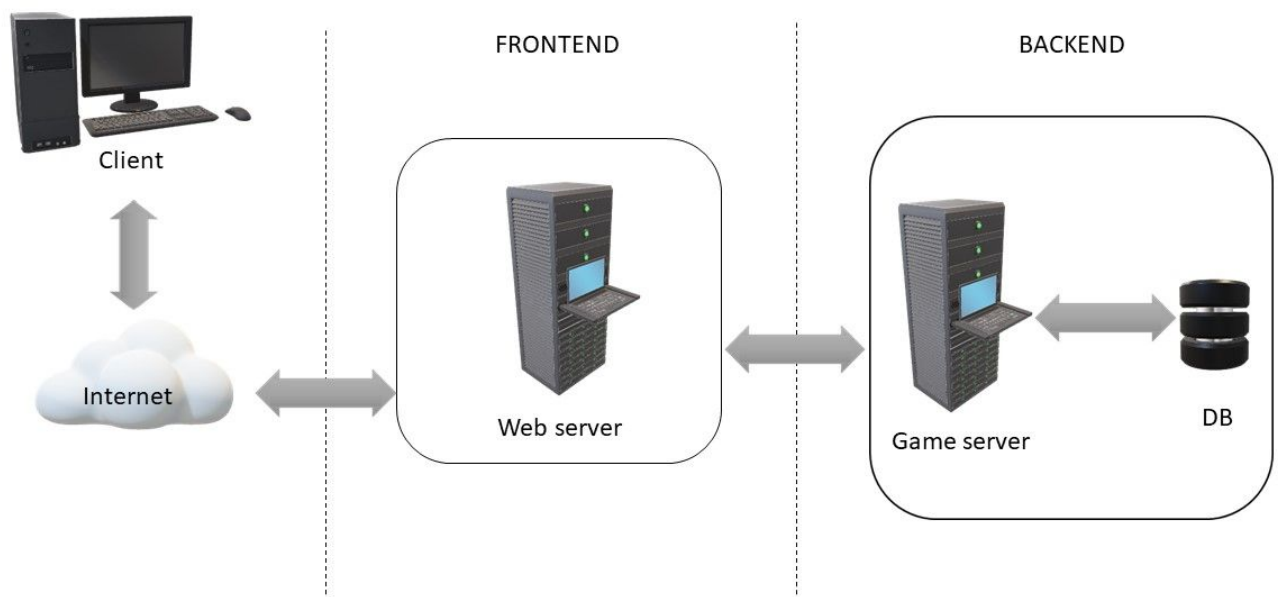 FRONTEND
BACKEND
Client
Internet
Web server
Game server
DB